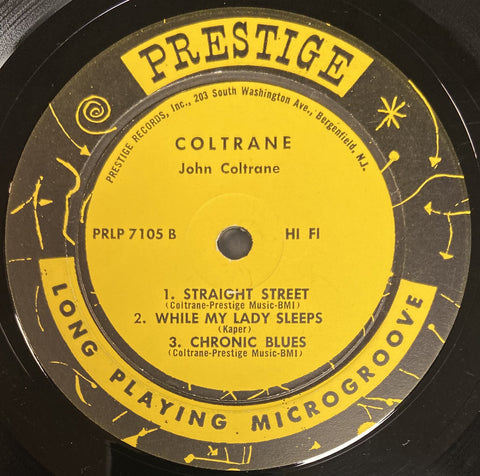 PRESTIGE
PRESTIGE RECORDS, Inc., 203 South Washington Ave., Bergenfield, N.J.
COLTRANE
John Coltrane
PRLP 7105 B HI FI
1. STRAIGHT STREET
(Coltrane-Prestige Music-BMI)
2. WHILE MY LADY SLEEPS
(Kaper)
3. CHRONIC BLUES
(Coltrane-Prestige Music-BMI)
LONG PLAYING MICROGROOVE